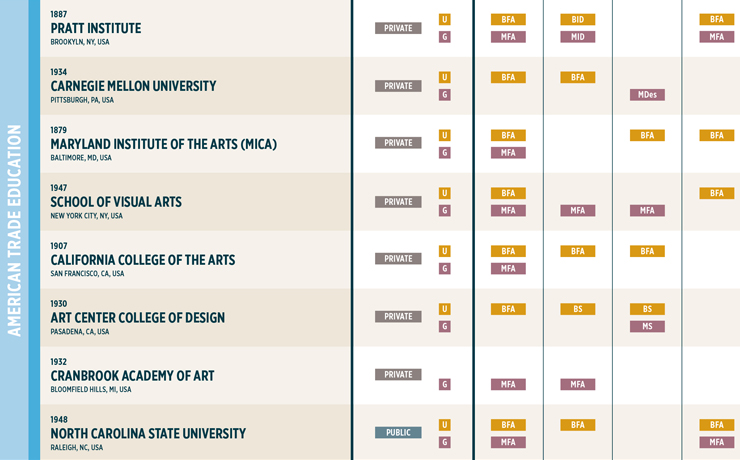 AMERICAN TRADE EDUCATION
1887
PRATT INSTITUTE
BROOKYLN, NY, USA
PRIVATE
U BFA BID BFA
G MFA MID MFA
1934
CARNEGIE MELLON UNIVERSITY
PITTSBURGH, PA, USA
PRIVATE
U BFA BFA
G MDes
1879
MARYLAND INSTITUTE OF THE ARTS (MICA)
BALTIMORE, MD, USA
PRIVATE
U BFA BFA BFA
G MFA
1947
SCHOOL OF VISUAL ARTS
NEW YORK CITY, NY, USA
PRIVATE
U BFA BFA
G MFA MFA MFA
1907
CALIFORNIA COLLEGE OF THE ARTS
SAN FRANCISCO, CA, USA
PRIVATE
U BFA BFA BFA
G MFA
1930
ART CENTER COLLEGE OF DESIGN
PASADENA, CA, USA
PRIVATE
U BFA BS BS
G MS
1932
CRANBROOK ACADEMY OF ART
BLOOMFIELD HILLS, MI, USA
PRIVATE
G MFA MFA
1948
NORTH CAROLINA STATE UNIVERSITY
RALEIGH, NC, USA
PUBLIC
U BFA BFA BFA
G MFA MFA